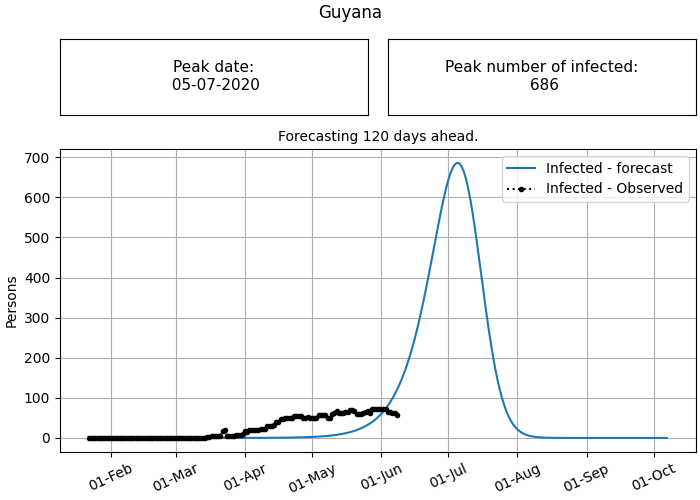 Guyana
Peak date:
05-07-2020
Peak number of infected:
686
Forecasting 120 days ahead.
Infected - forecast
Infected - Observed
Persons
700
600
500
400
300
200
100
0
01-Feb
01-Mar
01-Apr
01-May
01-Jun
01-Jul
01-Aug
01-Sep
01-Oct